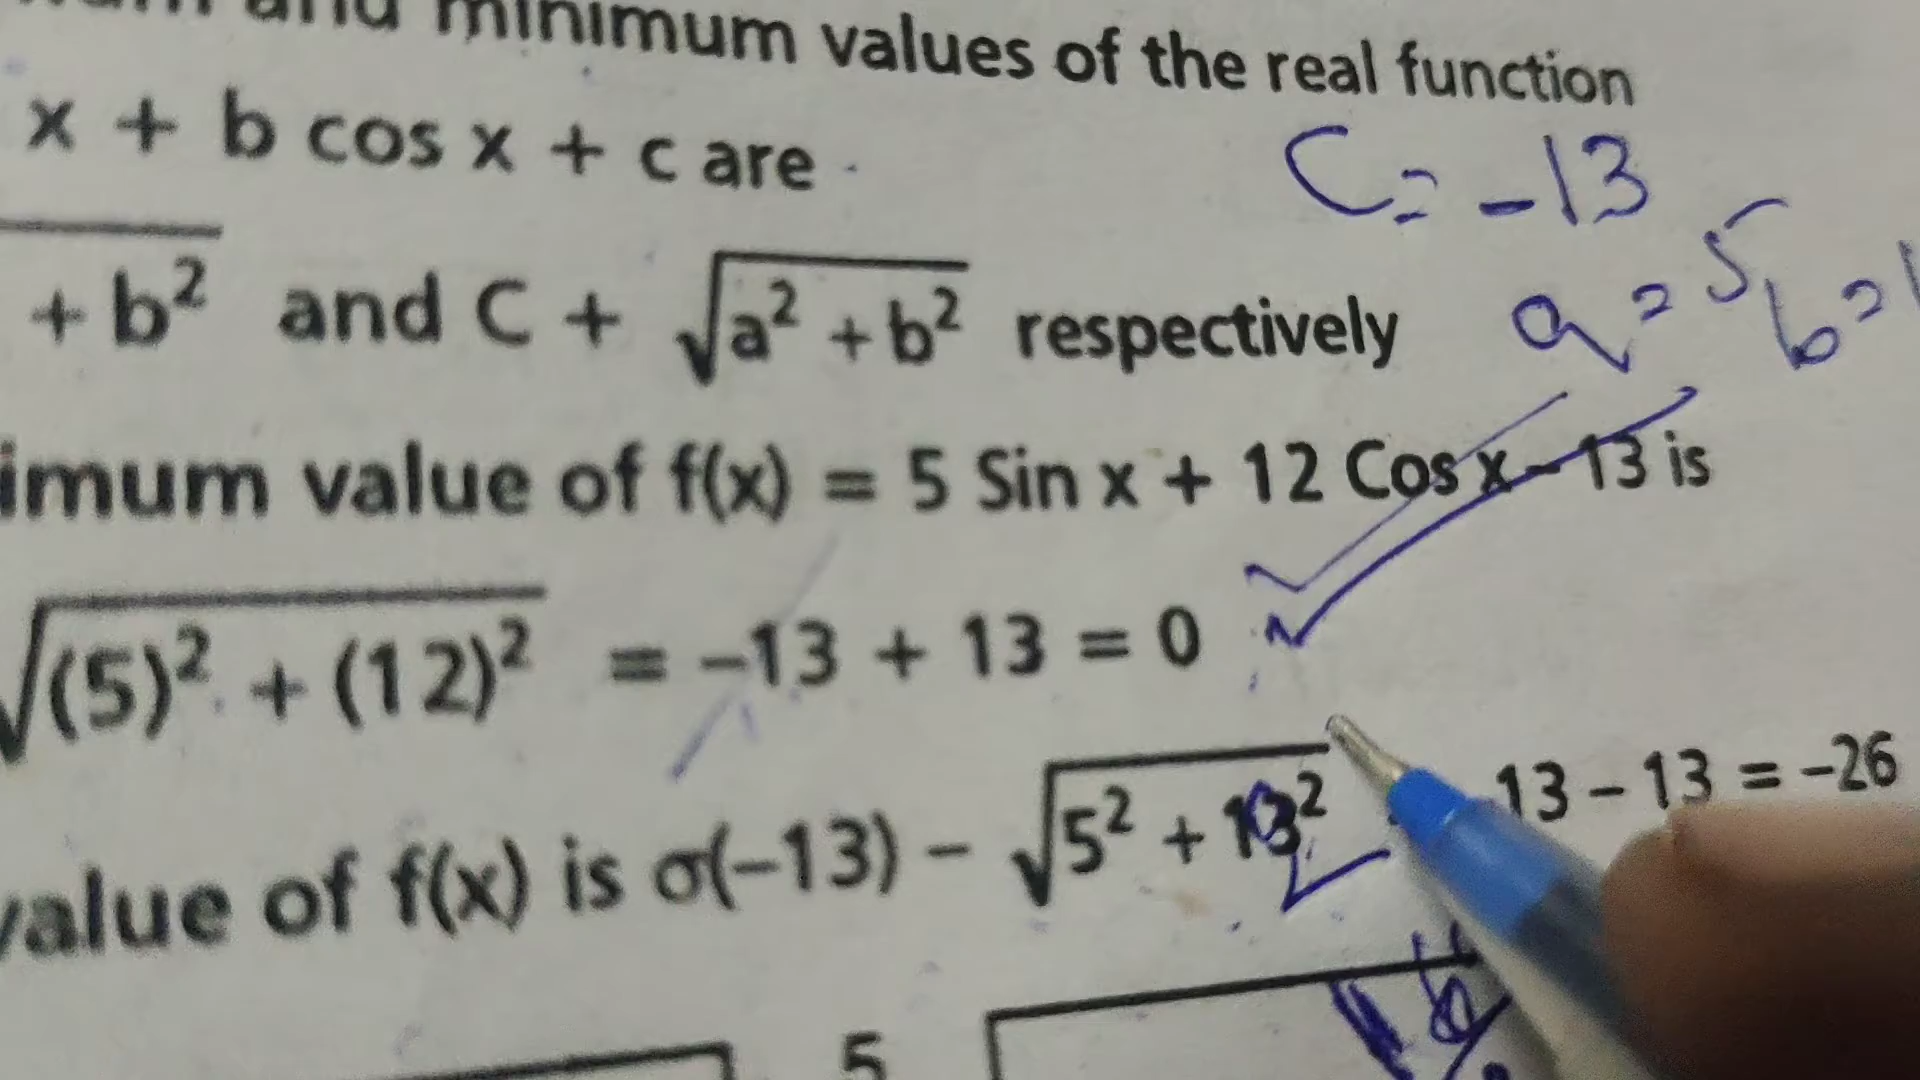 and minimum values of the real function
x + b cos x + c are
C = -13
+ b² and C + √a² + b² respectively
a = 5
b =
imum value of f(x) = 5 Sin x + 12 Cos x - 13 is
√(5)² + (12)² = -13 + 13 = 0
value of f(x) is σ(-13) - √5² + 13² 13 - 13 = -26
5